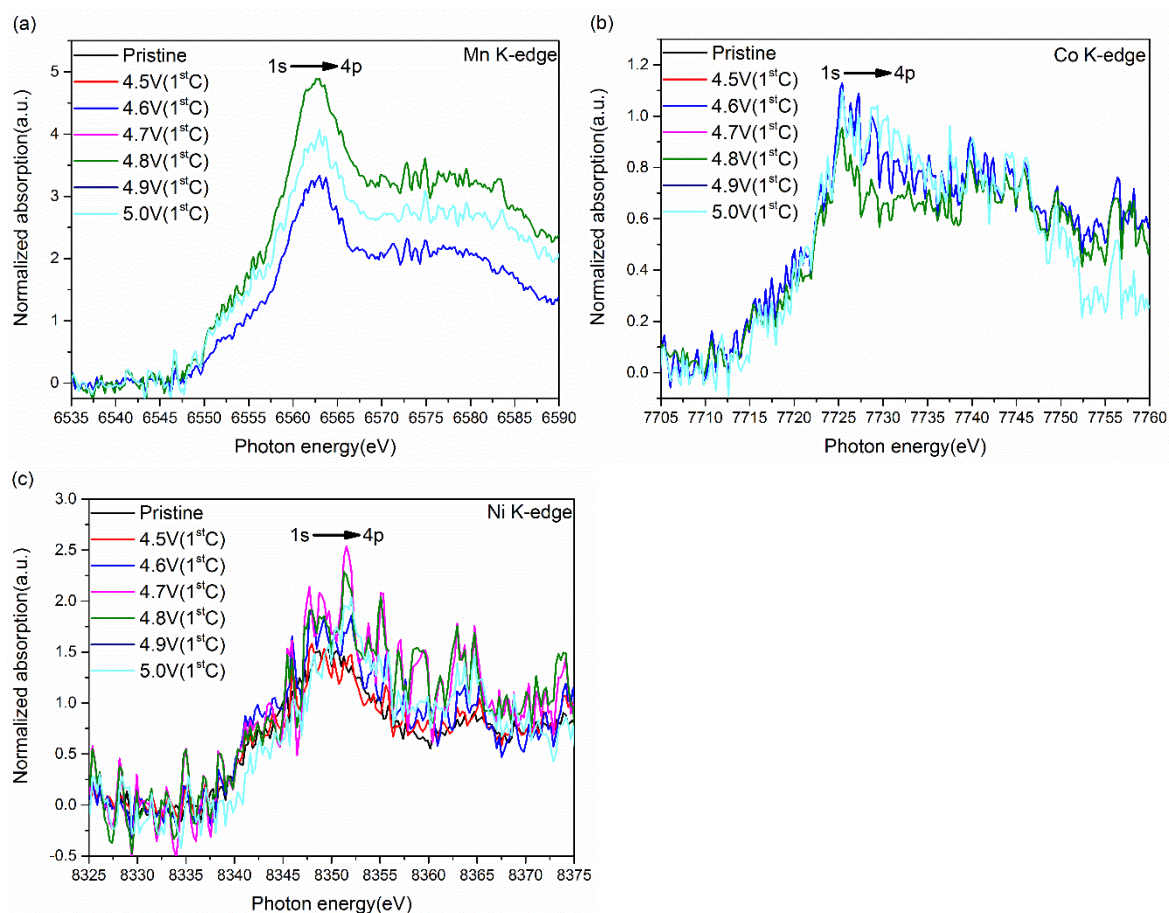 (a)
Pristine
4.5V(1stC)
4.6V(1stC)
4.7V(1stC)
4.8V(1stC)
4.9V(1stC)
5.0V(1stC)
1s 4p
Mn K-edge
Normalized absorption(a.u.)
5
4
3
2
1
0
6535 6540 6545 6550 6555 6560 6565 6570 6575 6580 6585 6590
Photon energy(eV)
(b)
Pristine
4.5V(1stC)
4.6V(1stC)
4.7V(1stC)
4.8V(1stC)
4.9V(1stC)
5.0V(1stC)
1s 4p
Co K-edge
Normalized absorption(a.u.)
1.2
1.0
0.8
0.6
0.4
0.2
0.0
7705 7710 7715 7720 7725 7730 7735 7740 7745 7750 7755 7760
Photon energy(eV)
(c)
Pristine
4.5V(1stC)
4.6V(1stC)
4.7V(1stC)
4.8V(1stC)
4.9V(1stC)
5.0V(1stC)
1s 4p
Ni K-edge
Normalized absorption(a.u.)
3.0
2.5
2.0
1.5
1.0
0.5
0.0
-0.5
8325 8330 8335 8340 8345 8350 8355 8360 8365 8370 8375
Photon energy(eV)